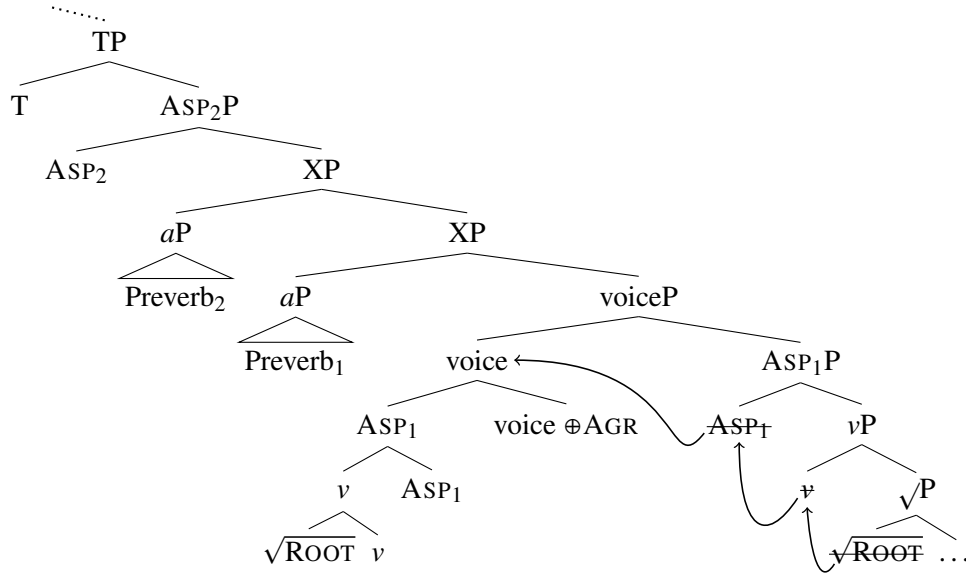 TP
T ASP₂P
ASP₂ XP
aP XP
Preverb₂ aP voiceP
Preverb₁ voice ASP₁P
ASP₁ voice ⊕AGR ASP₁ vP
v ASP₁ v √P
√ROOT v √ROOT ...